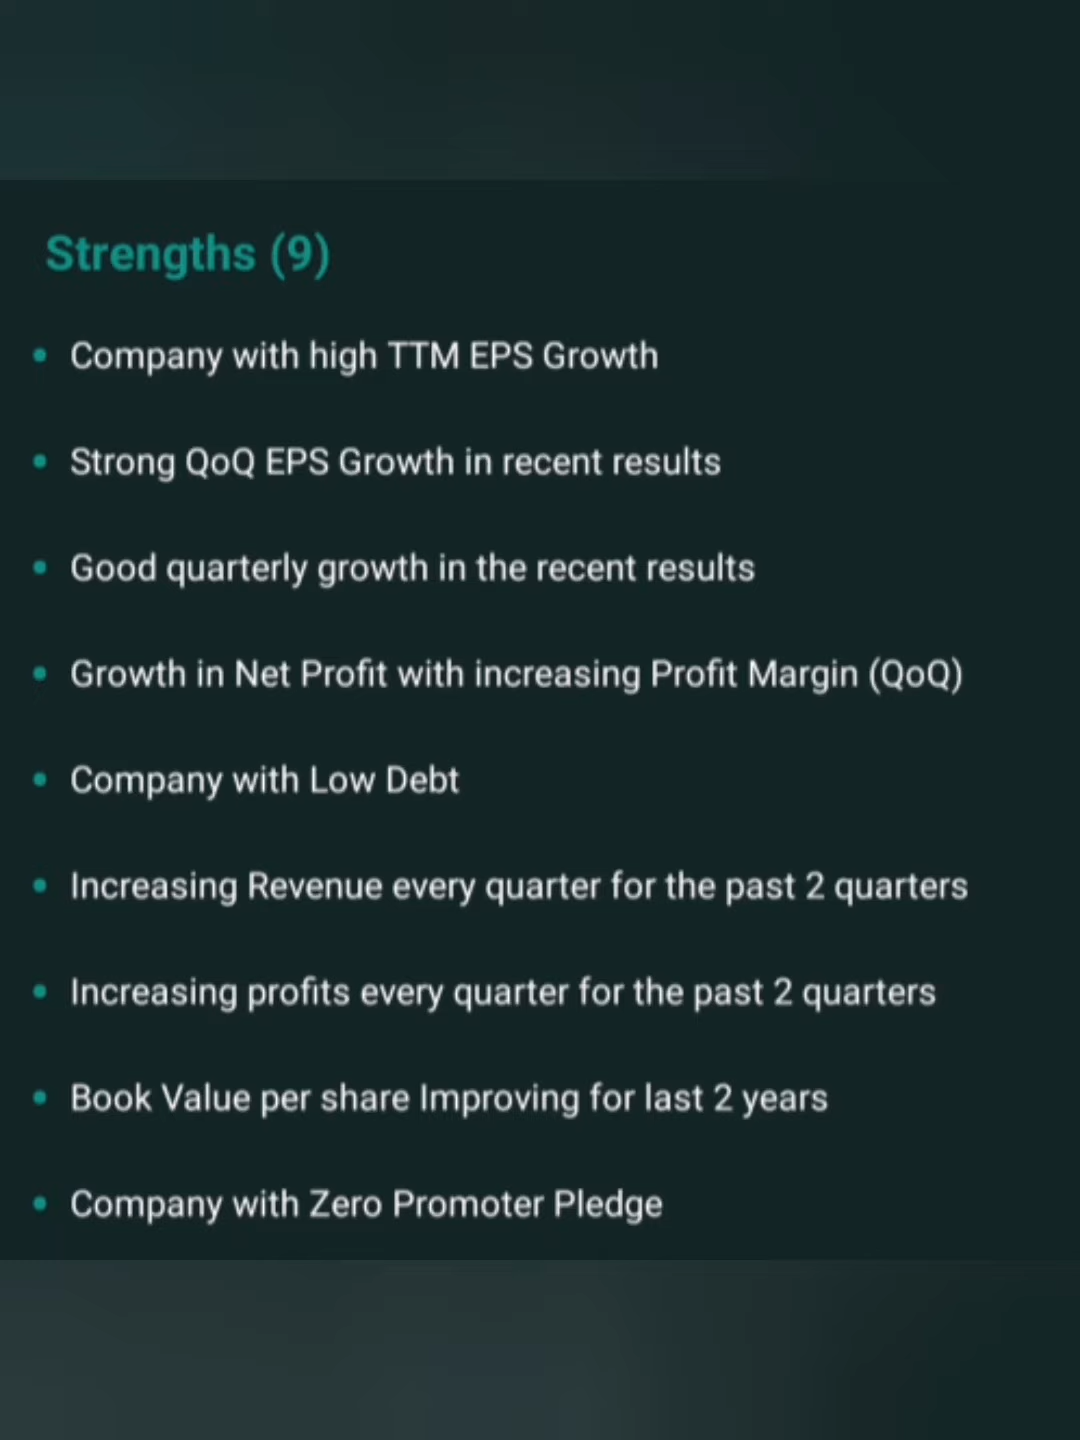 Strengths (9)
Company with high TTM EPS Growth
Strong QoQ EPS Growth in recent results
Good quarterly growth in the recent results
Growth in Net Profit with increasing Profit Margin (QoQ)
Company with Low Debt
Increasing Revenue every quarter for the past 2 quarters
Increasing profits every quarter for the past 2 quarters
Book Value per share Improving for last 2 years
Company with Zero Promoter Pledge